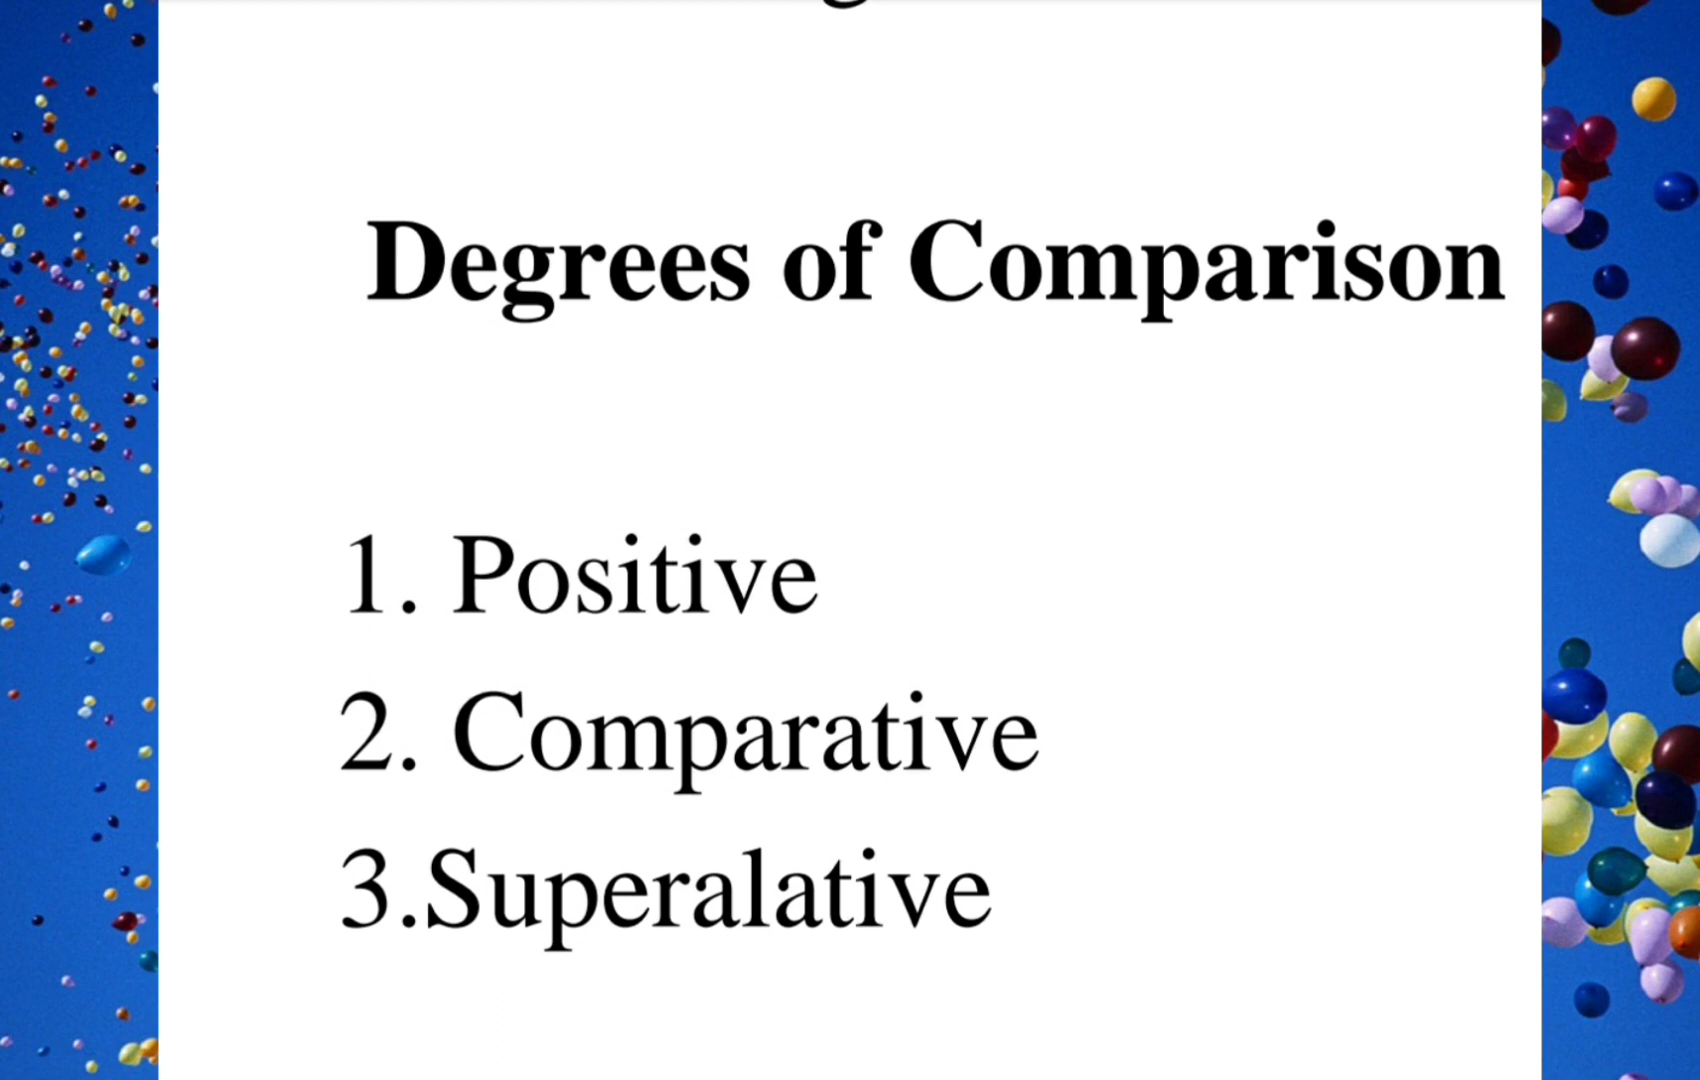 Degrees of Comparison
1. Positive
2. Comparative
3.Superalative